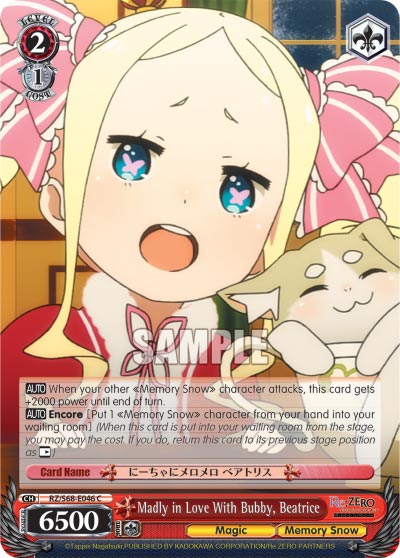 LEVEL
2
1
COST
SAMPLE
AUTO When your other «Memory Snow» character attacks, this card gets
+2000 power until end of turn.
AUTO Encore [Put 1 «Memory Snow» character from your hand into your
waiting room] (When this card is put into your waiting room from the stage,
you may pay the cost. If you do, return this card to its previous stage position
as )
Card Name
にーちゃにメロメロ ベアトリス
CH RZ/S68-E046 C
Madly in Love With Bubby, Beatrice
POWER
6500
Re:ZERO
Magic
Memory Snow
©Tappei Nagatsuki,PUBLISHED BY KADOKAWA CORPORATION/Re:ZERO PARTNERS